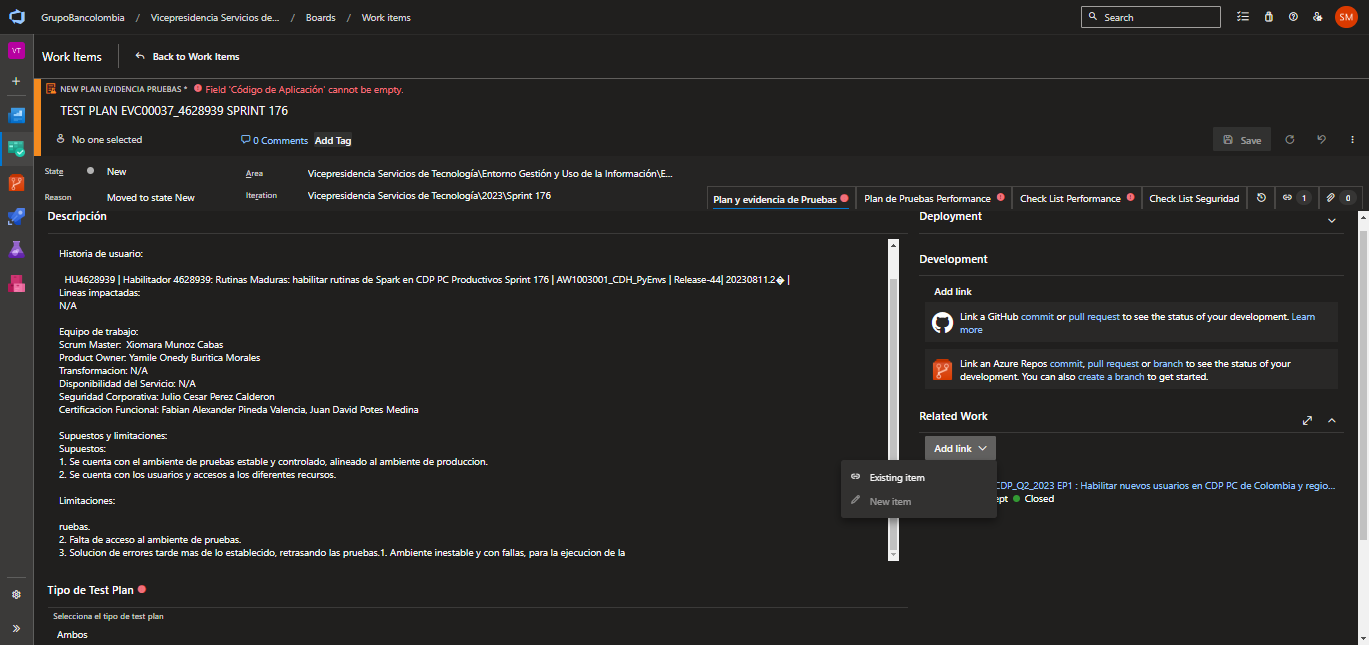 GrupoBancolombia / Vicepresidencia Servicios de... / Boards / Work items
Search
SM
VT
Work Items
Back to Work Items
NEW PLAN EVIDENCIA PRUEBAS * Field 'Código de Aplicación' cannot be empty.
TEST PLAN EVC00037_4628939 SPRINT 176
No one selected
0 Comments
Add Tag
Save
State
New
Area
Vicepresidencia Servicios de Tecnología\Entorno Gestión y Uso de la Información\E...
Reason
Moved to state New
Iteration
Vicepresidencia Servicios de Tecnología\2023\Sprint 176
Plan y evidencia de Pruebas
Plan de Pruebas Performance
Check List Performance
Check List Seguridad
1
0
Descripción
Historia de usuario:
HU4628939 | Habilitador 4628939: Rutinas Maduras: habilitar rutinas de Spark en CDP PC Productivos Sprint 176 | AW1003001_CDH_PyEnvs | Release-44| 20230811.2� |
Lineas impactadas:
N/A
Equipo de trabajo:
Scrum Master:  Xiomara Munoz Cabas
Product Owner: Yamile Onedy Buritica Morales
Transformacion: N/A
Disponibilidad del Servicio: N/A
Seguridad Corporativa: Julio Cesar Perez Calderon
Certificacion Funcional: Fabian Alexander Pineda Valencia, Juan David Potes Medina
Supuestos y limitaciones:
Supuestos:
1. Se cuenta con el ambiente de pruebas estable y controlado, alineado al ambiente de produccion.
2. Se cuenta con los usuarios y accesos a los diferentes recursos.
Limitaciones:
ruebas.
2. Falta de acceso al ambiente de pruebas.
3. Solucion de errores tarde mas de lo establecido, retrasando las pruebas.1. Ambiente inestable y con fallas, para la ejecucion de la
Tipo de Test Plan
Selecciona el tipo de test plan
Ambos
Deployment
Development
Add link
Link a GitHub commit or pull request to see the status of your development. Learn
more
Link an Azure Repos commit, pull request or branch to see the status of your
development. You can also create a branch to get started.
Related Work
Add link
Existing item
New item
CDP_Q2_2023 EP1 : Habilitar nuevos usuarios en CDP PC de Colombia y regio...
ept
Closed